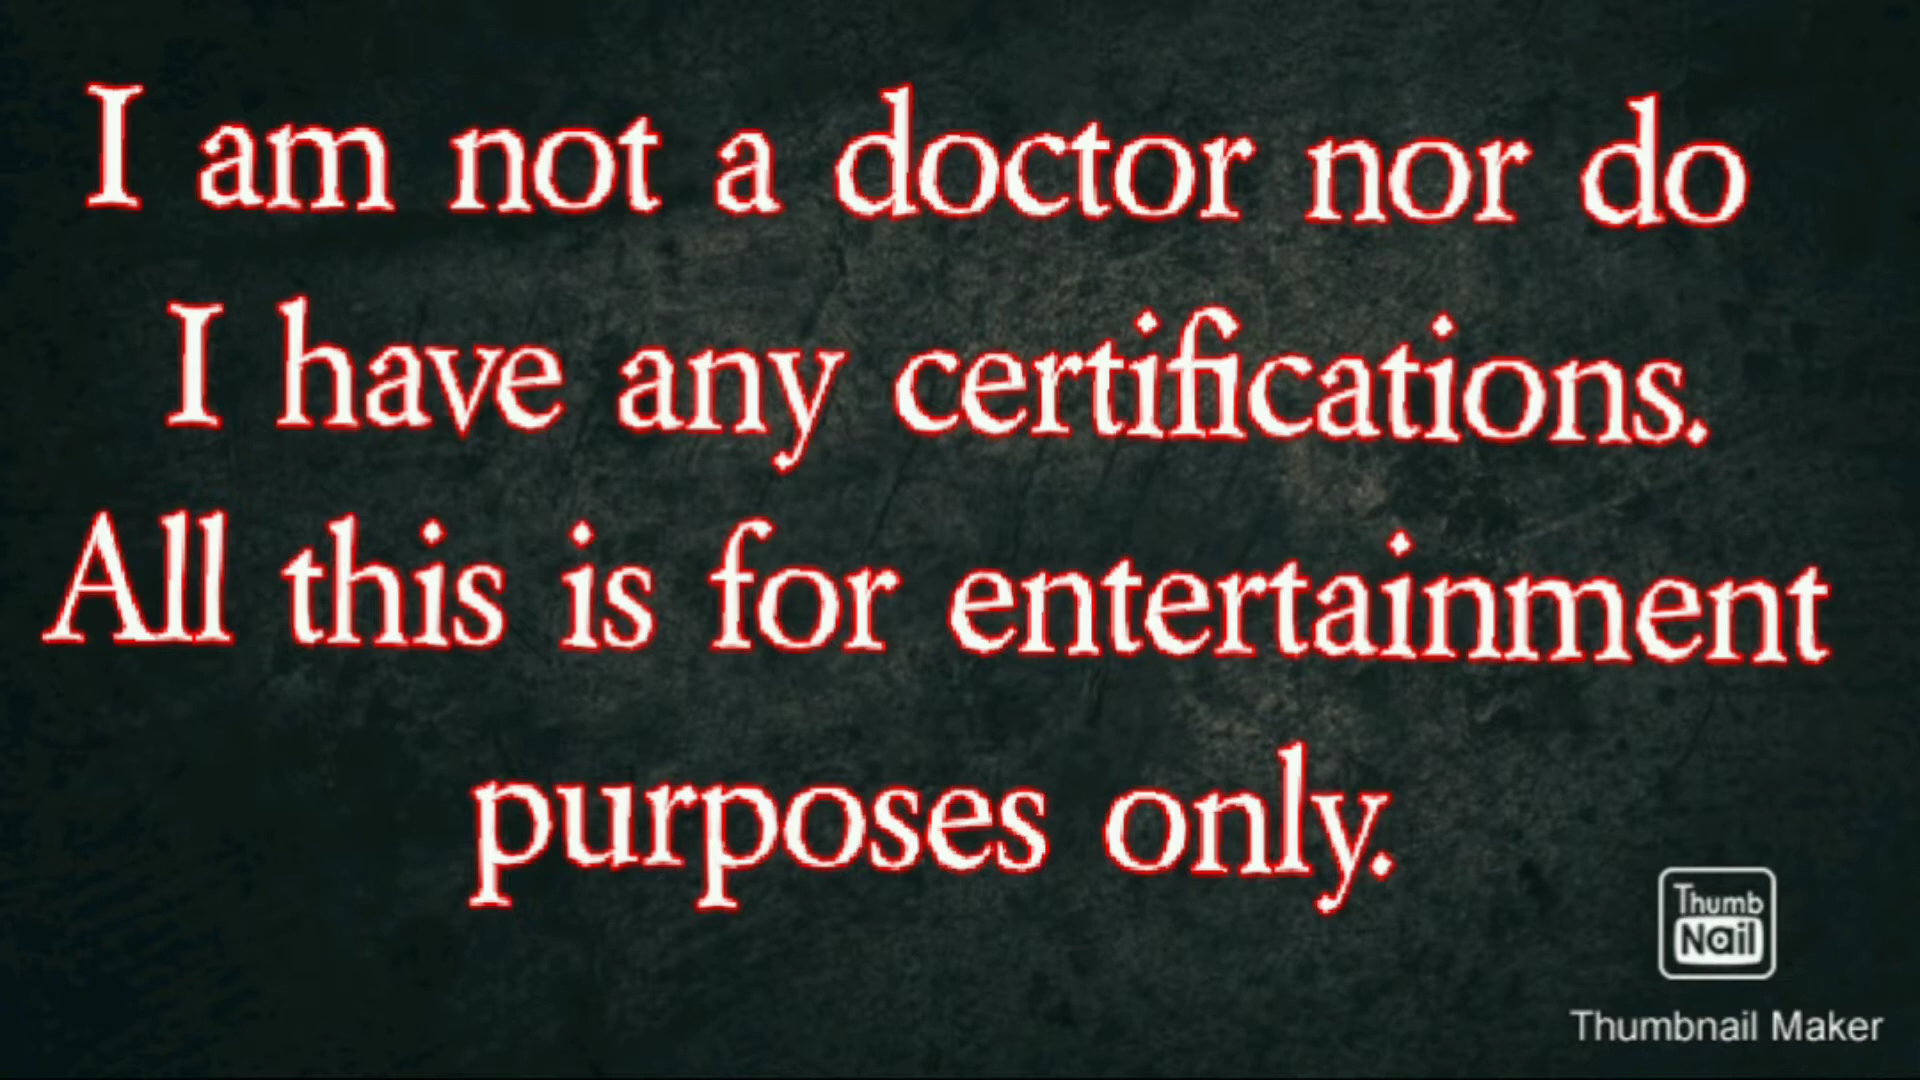 I am not a doctor nor do
I have any certifications.
All this is for entertainment
purposes only.
Thumb
Nail
Thumbnail Maker